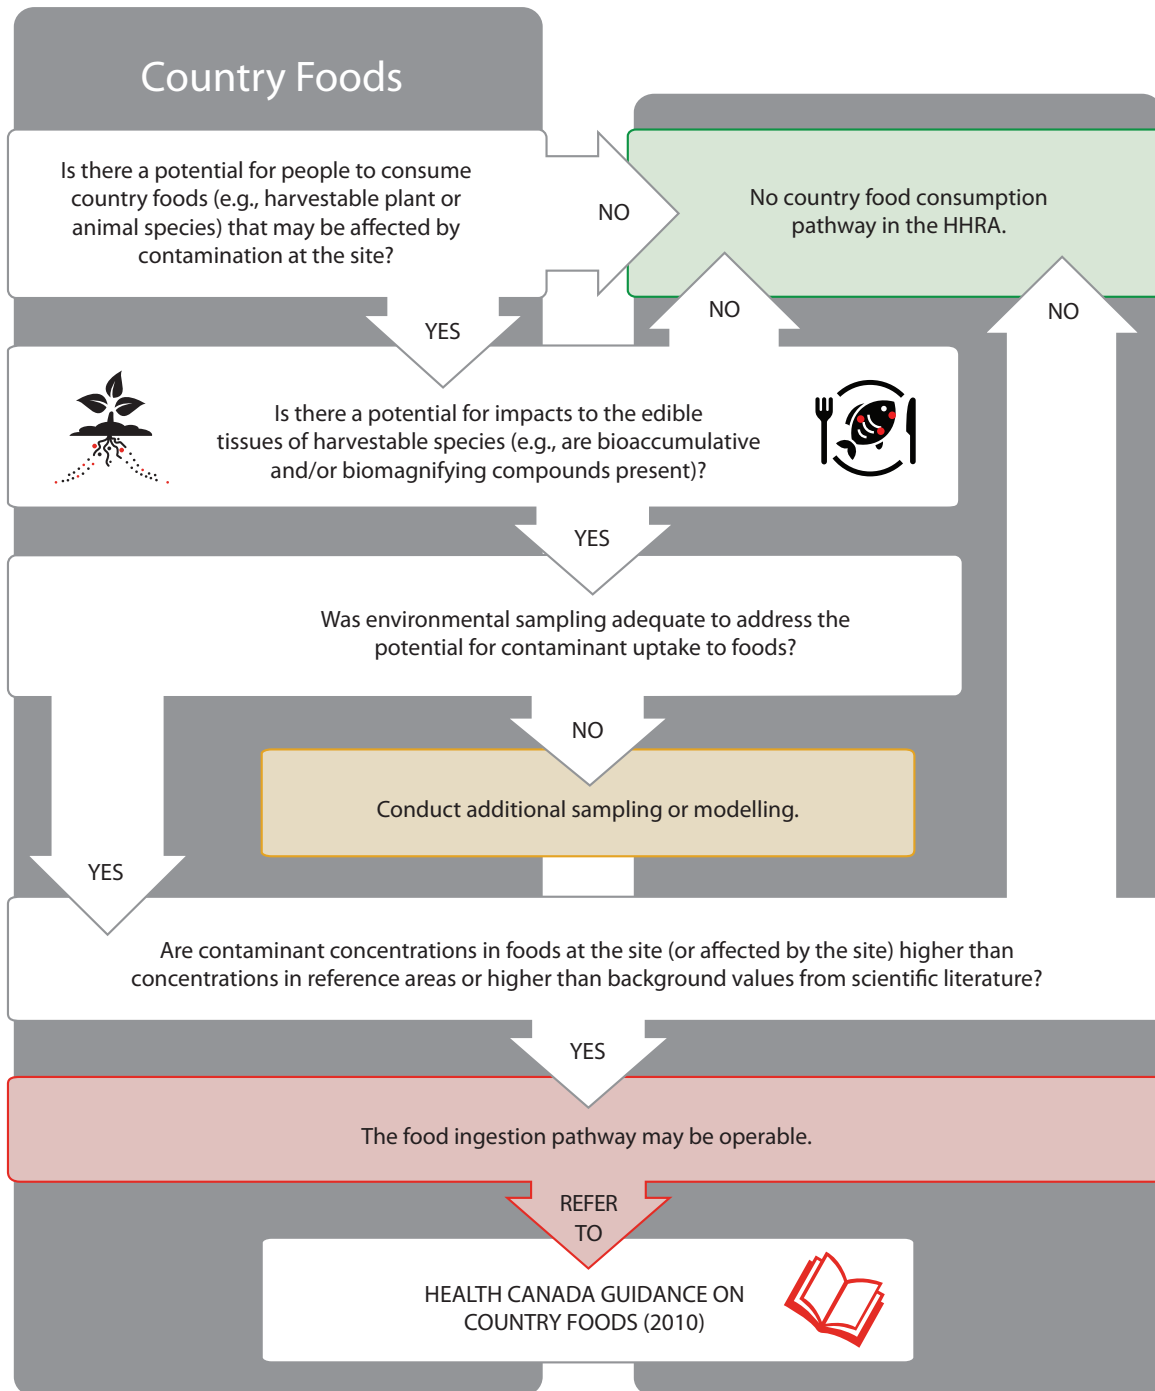 Country Foods
Is there a potential for people to consume
country foods (e.g., harvestable plant or
animal species) that may be affected by
contamination at the site?
NO
No country food consumption
pathway in the HHRA.
YES
NO
NO
Is there a potential for impacts to the edible
tissues of harvestable species (e.g., are bioaccumulative
and/or biomagnifying compounds present)?
YES
Was environmental sampling adequate to address the
potential for contaminant uptake to foods?
NO
Conduct additional sampling or modelling.
YES
Are contaminant concentrations in foods at the site (or affected by the site) higher than
concentrations in reference areas or higher than background values from scientific literature?
YES
The food ingestion pathway may be operable.
REFER
TO
HEALTH CANADA GUIDANCE ON
COUNTRY FOODS (2010)